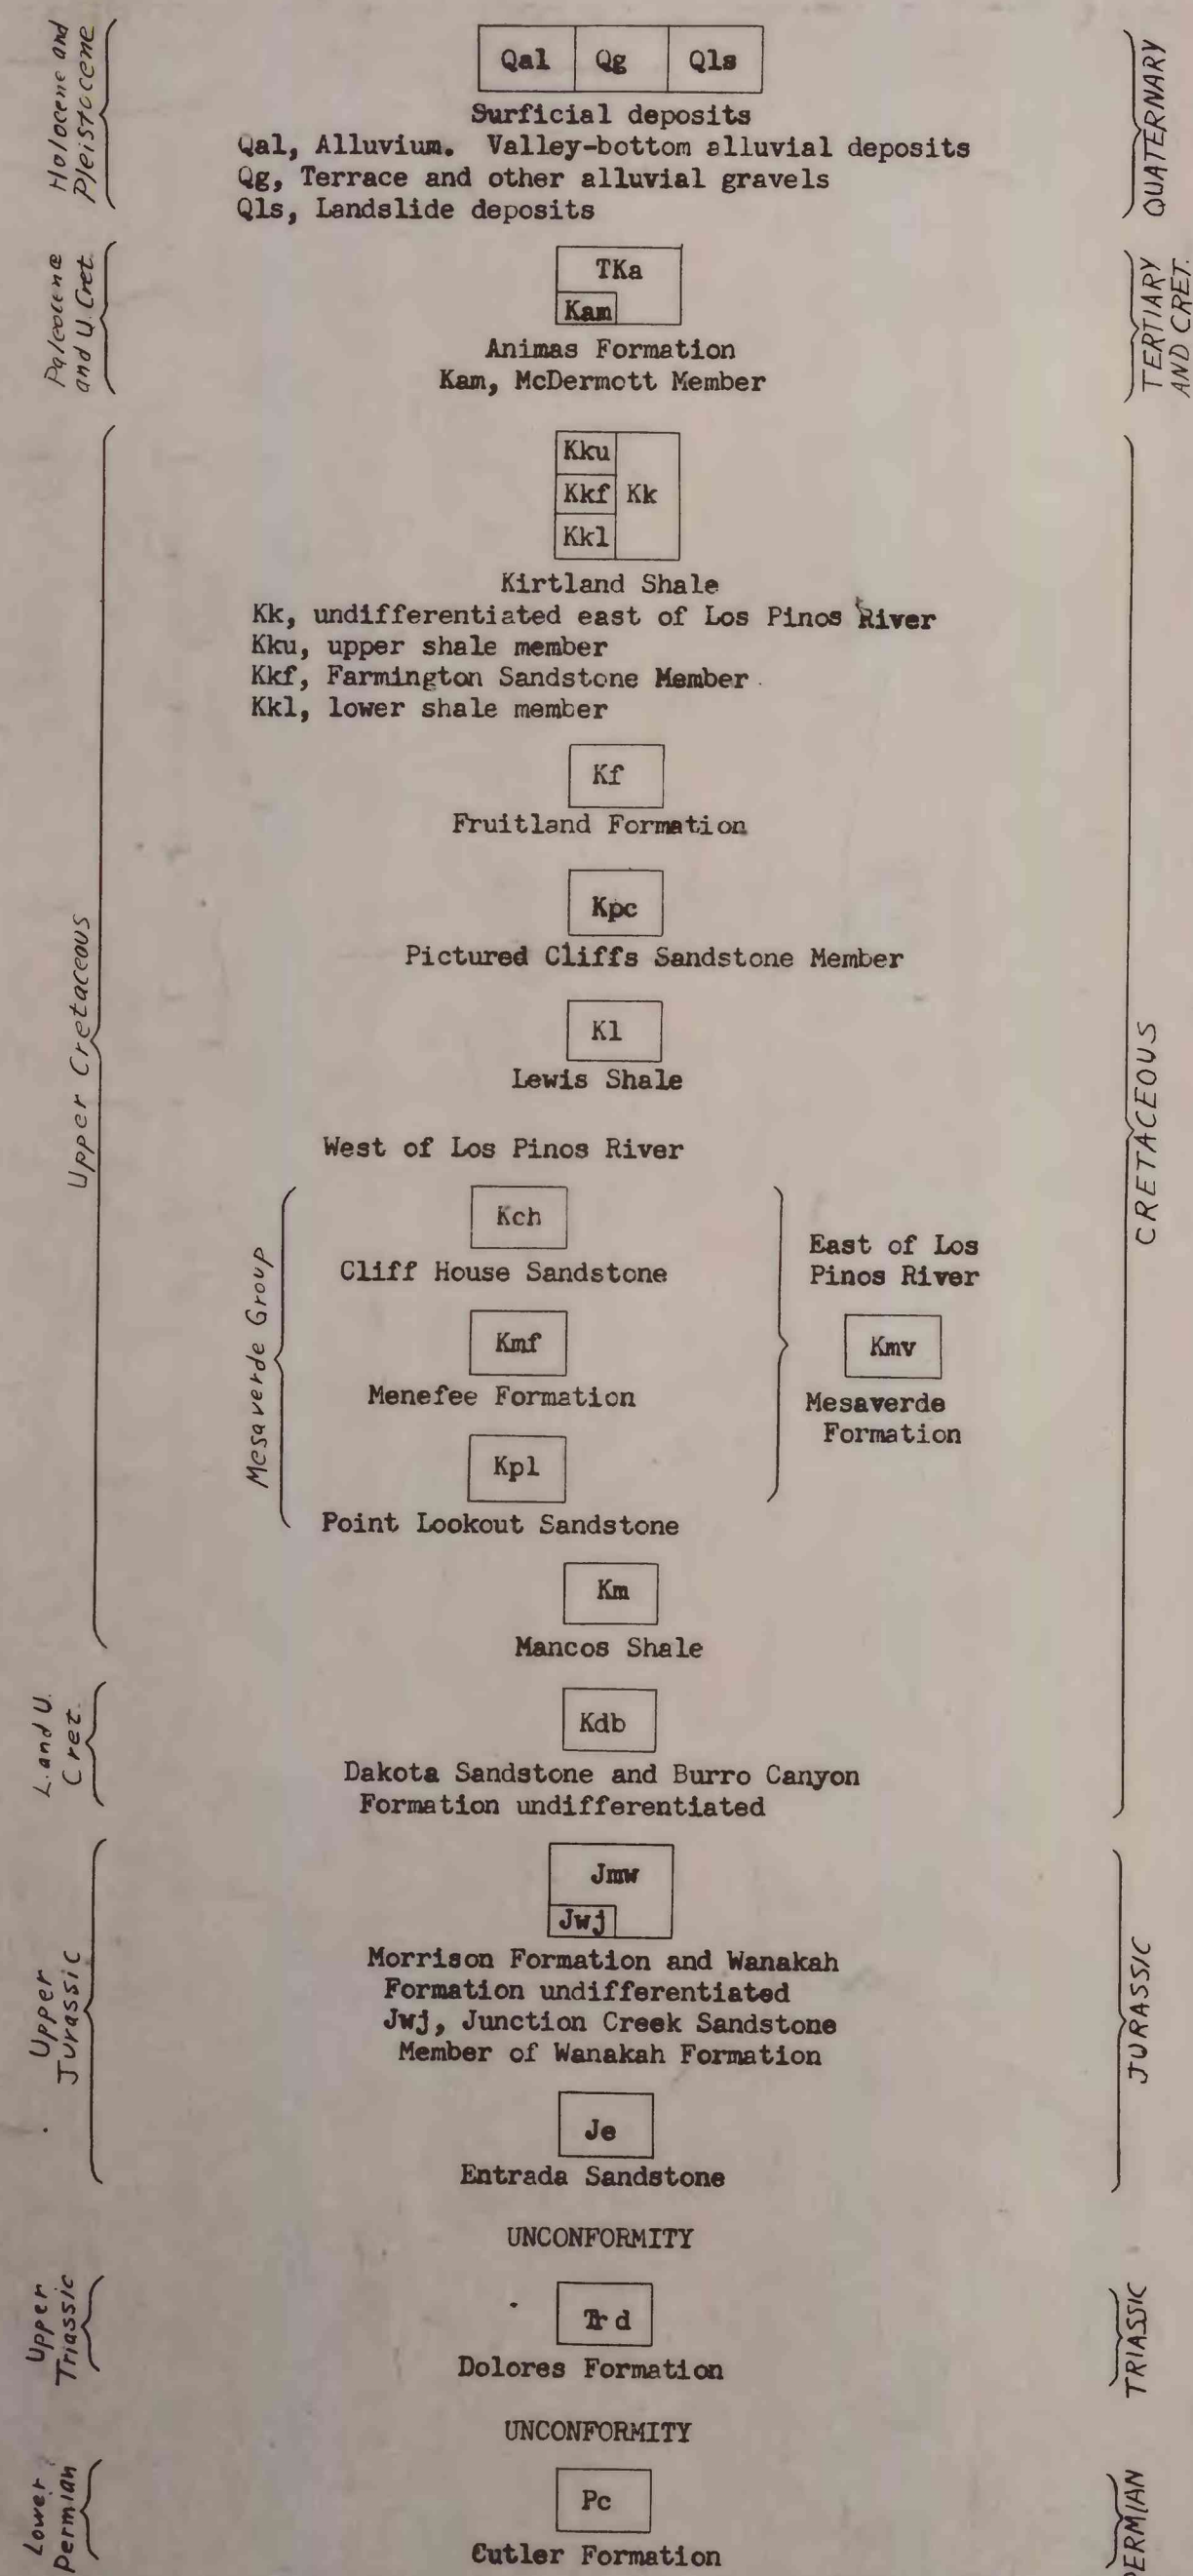 Holocene and
Pleistocene
Qal Qg Qls
QUATERNARY
Surficial deposits
Qal, Alluvium. Valley-bottom alluvial deposits
Qg, Terrace and other alluvial gravels
Qls, Landslide deposits
Paleocene
and U. Cret.
TKa
Kam
TERTIARY
AND CRET.
Animas Formation
Kam, McDermott Member
Upper Cretaceous
CRETACEOUS
Kku
Kkf Kk
Kkl
Kirtland Shale
Kk, undifferentiated east of Los Pinos River
Kku, upper shale member
Kkf, Farmington Sandstone Member
Kkl, lower shale member
Kf
Fruitland Formation
Kpc
Pictured Cliffs Sandstone Member
Kl
Lewis Shale
West of Los Pinos River
Mesaverde Group
Kch
Cliff House Sandstone
Kmf
Menefee Formation
Kpl
Point Lookout Sandstone
East of Los
Pinos River
Kmv
Mesaverde
Formation
Km
Mancos Shale
L. and U.
Cret.
Kdb
Dakota Sandstone and Burro Canyon
Formation undifferentiated
Upper
Jurassic
JURASSIC
Jmw
Jwj
Morrison Formation and Wanakah
Formation undifferentiated
Jwj, Junction Creek Sandstone
Member of Wanakah Formation
Je
Entrada Sandstone
UNCONFORMITY
Upper
Triassic
Trd
TRIASSIC
Dolores Formation
UNCONFORMITY
Lower
Permian
Pc
PERMIAN
Cutler Formation